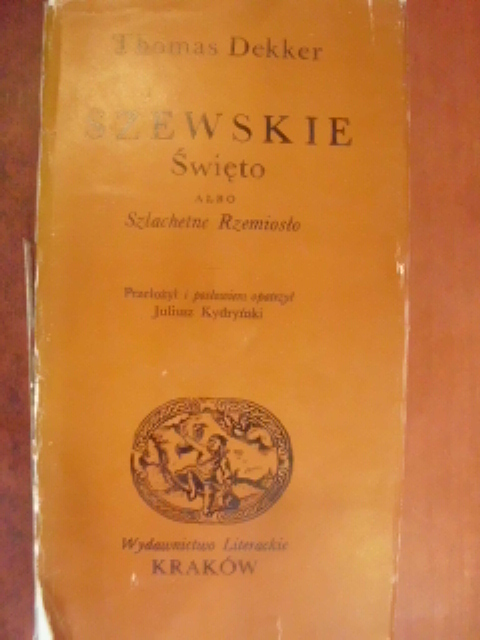 Thomas Dekker
SZEWSKIE
Święto
ALBO
Szlachetne Rzemiosło
Przełożył i posłowiem opatrzył
Juliusz Kydryński
Wydawnictwo Literackie
KRAKÓW